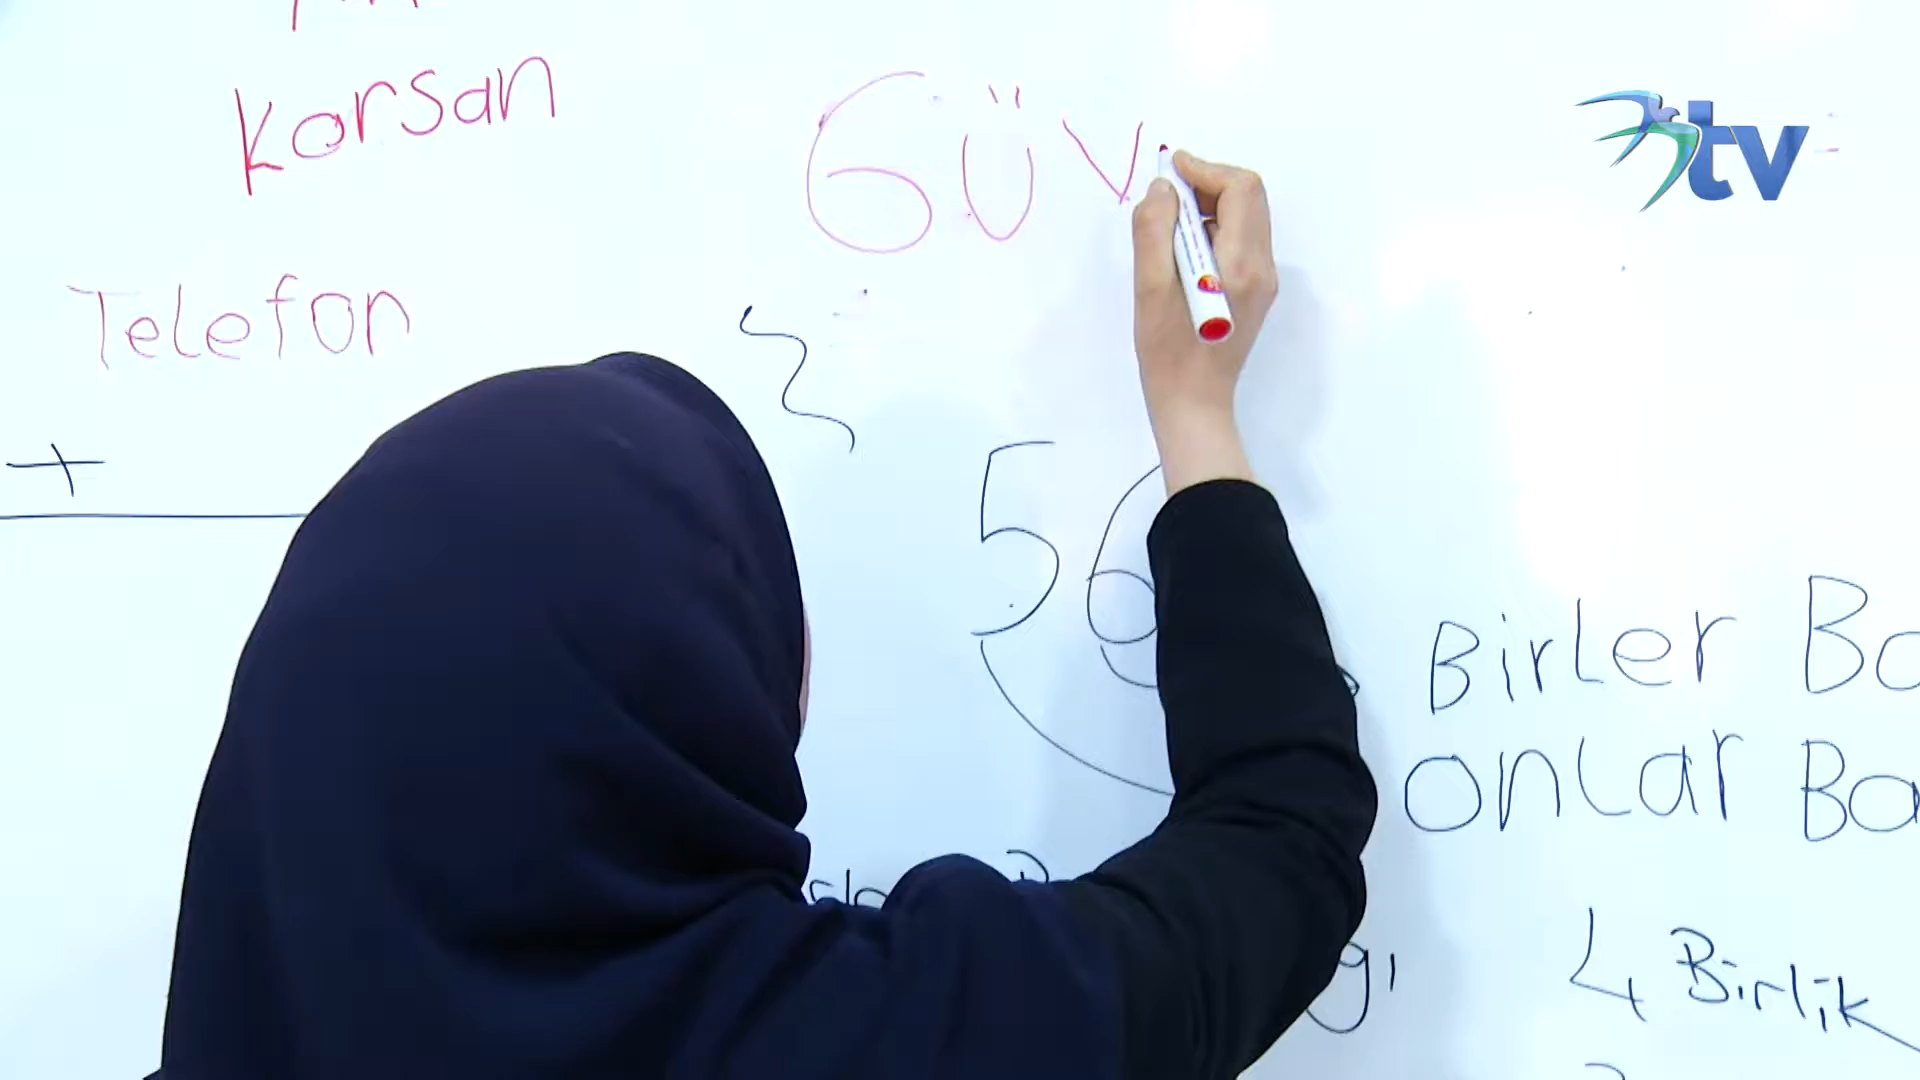 Korsan
GÜV
tv
Telefon
+
56
Birler Ba
onlar Ba
4 Birlik